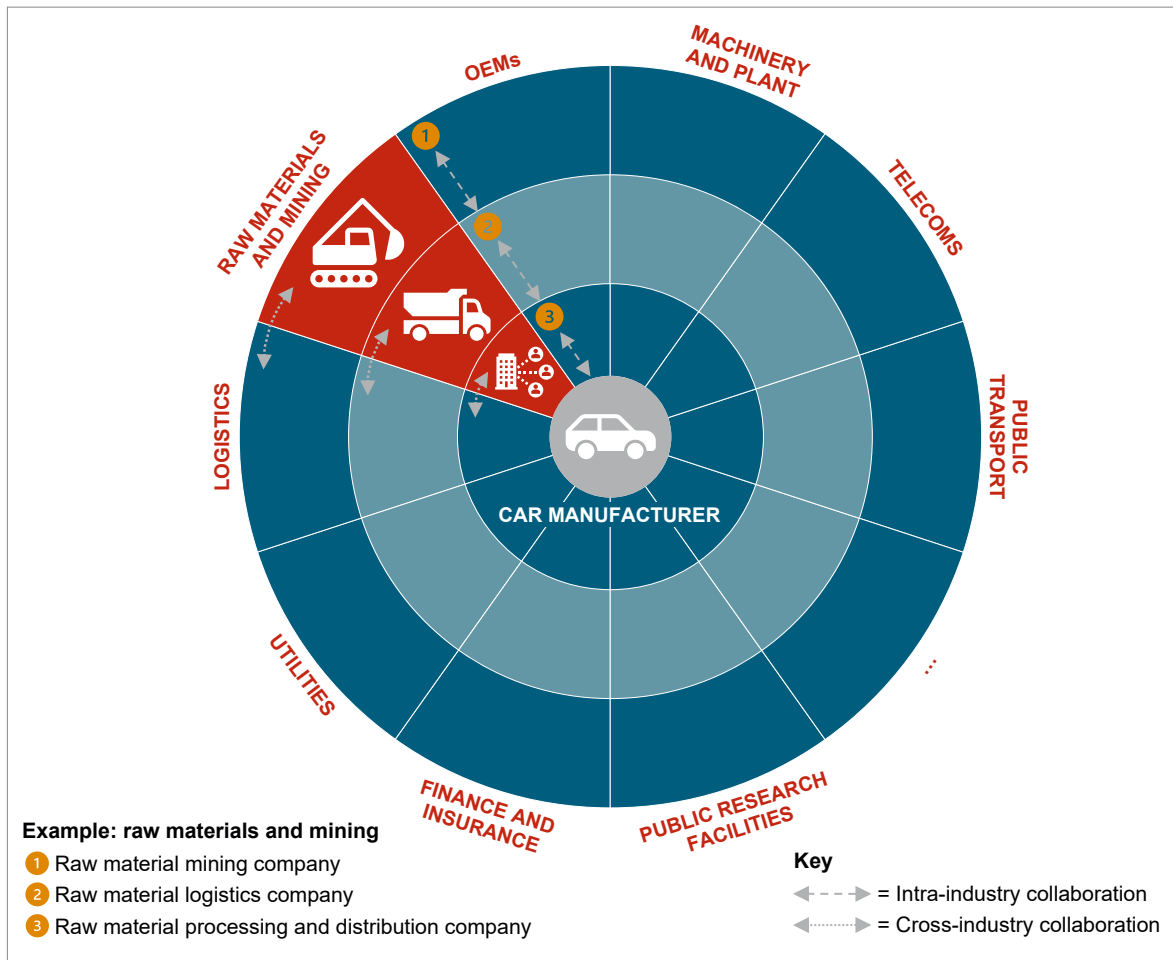 OEMs
MACHINERY
AND PLANT
RAW MATERIALS
AND MINING
TELECOMS
1
2
3
LOGISTICS
PUBLIC
TRANSPORT
CAR MANUFACTURER
UTILITIES
...
FINANCE AND
INSURANCE
PUBLIC RESEARCH
FACILITIES
Example: raw materials and mining
1 Raw material mining company
2 Raw material logistics company
3 Raw material processing and distribution company
Key
= Intra-industry collaboration
= Cross-industry collaboration